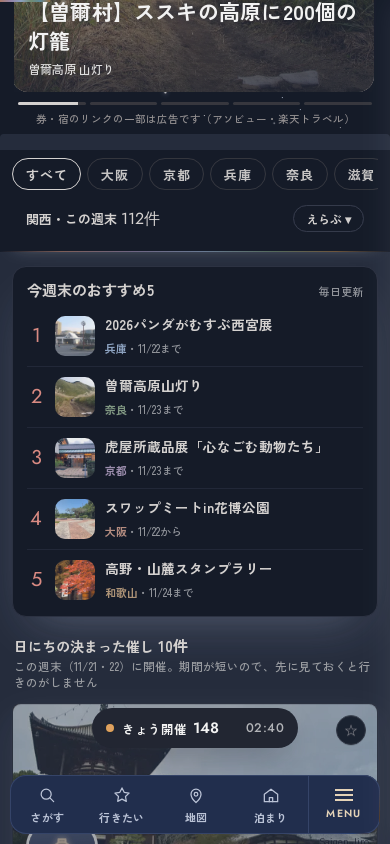 【曽爾村】ススキの高原に200個の
灯籠
曽爾高原 山灯り
券・宿のリンクの一部は広告です（アソビュー・楽天トラベル）
すべて
大阪
京都
兵庫
奈良
滋賀
関西・この週末 112件
えらぶ ▾
今週末のおすすめ5
毎日更新
1
2026パンダがむすぶ西宮展
兵庫・11/22まで
2
曽爾高原山灯り
奈良・11/23まで
3
虎屋所蔵品展「心なごむ動物たち」
京都・11/23まで
4
スワップミートin花博公園
大阪・11/22から
5
高野・山麓スタンプラリー
和歌山・11/24まで
日にちの決まった催し 10件
この週末（11/21・22）に開催。期間が短いので、先に見ておくと行
きのがしません
きょう開催 148
02:40
さがす
行きたい
地図
泊まり
MENU